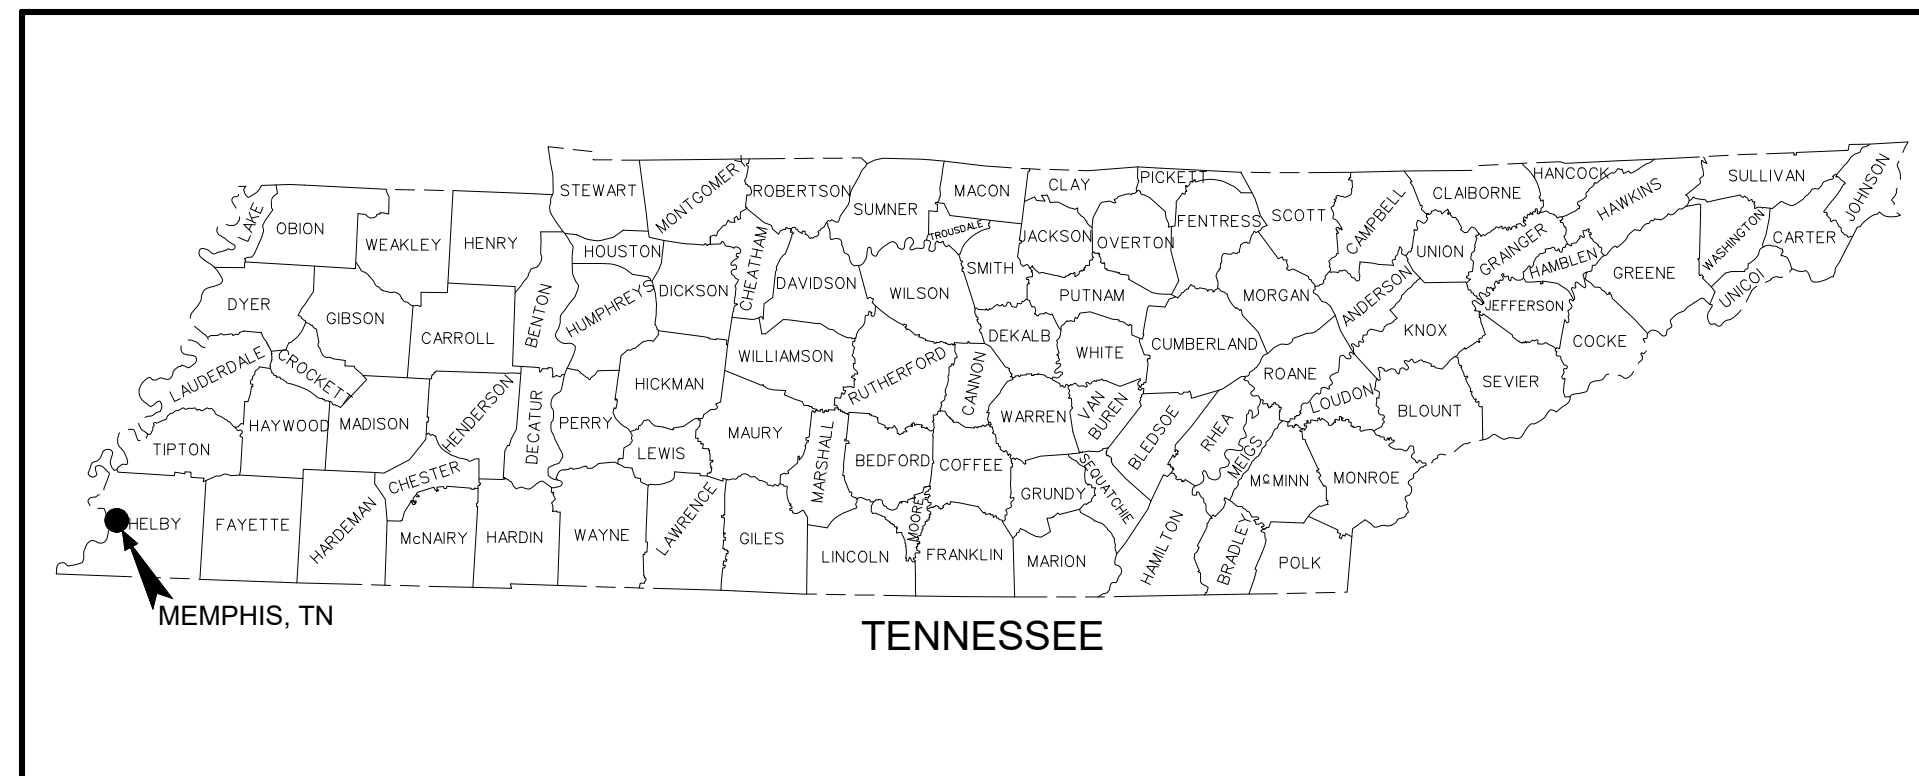 STEWART
MONTGOMERY
ROBERTSON
SUMNER
MACON
CLAY
PICKETT
FENTRESS
SCOTT
CAMPBELL
CLAIBORNE
HANCOCK
HAWKINS
SULLIVAN
JOHNSON
LAKE
OBION
WEAKLEY
HENRY
HOUSTON
CHEATHAM
DAVIDSON
TROUSDALE
SMITH
JACKSON
OVERTON
UNION
GRAINGER
HAMBLEN
GREENE
WASHINGTON
CARTER
UNICOI
DYER
GIBSON
CARROLL
BENTON
HUMPHREYS
DICKSON
WILSON
PUTNAM
MORGAN
ANDERSON
KNOX
JEFFERSON
COCKE
LAUDERDALE
CROCKETT
HENDERSON
DECATUR
PERRY
HICKMAN
WILLIAMSON
RUTHERFORD
CANNON
DEKALB
WHITE
CUMBERLAND
ROANE
LOUDON
BLOUNT
SEVIER
TIPTON
HAYWOOD
MADISON
CHESTER
LEWIS
MAURY
MARSHALL
BEDFORD
COFFEE
WARREN
VAN
BUREN
BLEDSOE
RHEA
MEIGS
McMINN
MONROE
HELBY
FAYETTE
HARDEMAN
McNAIRY
HARDIN
WAYNE
LAWRENCE
GILES
LINCOLN
MOORE
FRANKLIN
GRUNDY
SEQUATCHIE
MARION
HAMILTON
BRADLEY
POLK
MEMPHIS, TN
TENNESSEE